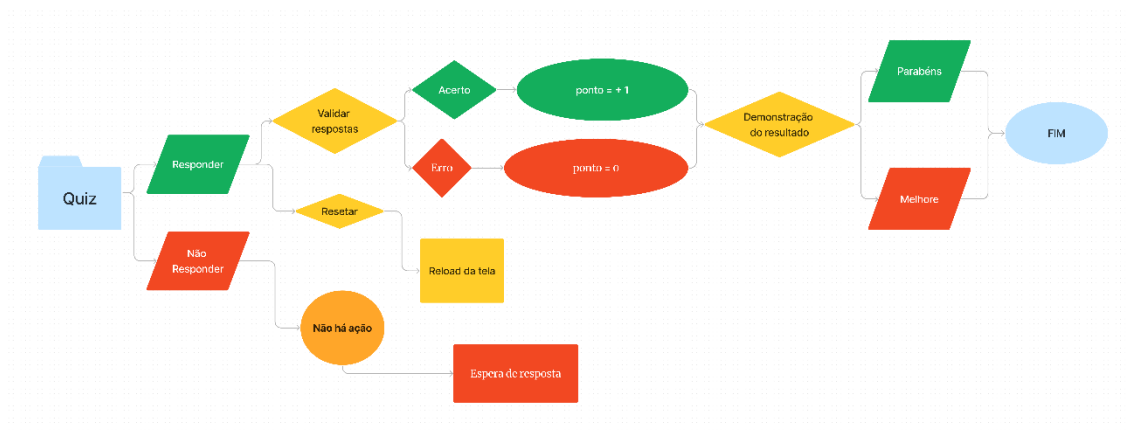 Quiz
Responder
Não
Responder
Validar
respostas
Resetar
Reload da tela
Não há ação
Espera de resposta
Acerto
Erro
ponto = + 1
ponto = 0
Demonstração
do resultado
Parabéns
Melhore
FIM